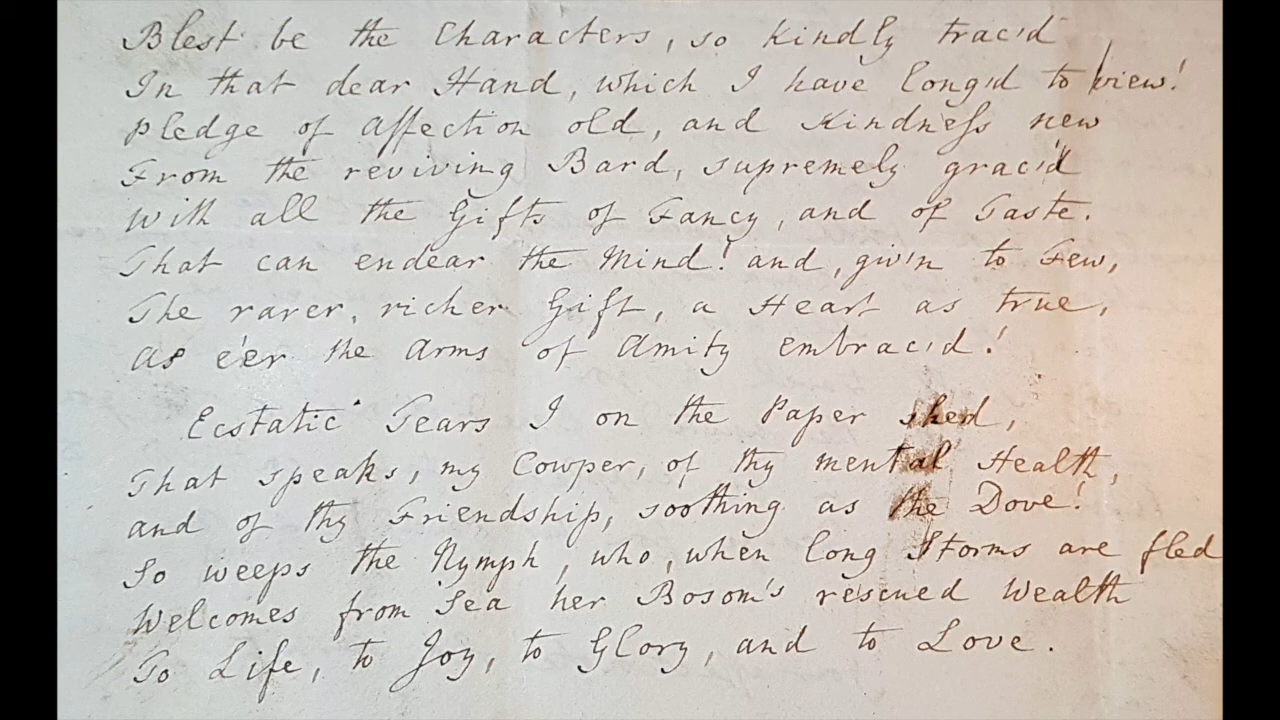 Blest be the Characters, so kindly trac'd
In that dear Hand, which I have long'd to view!
Pledge of Affection old, and Kindneſs new
From the reviving Bard, supremely grac'd
With all the Gifts of Fancy, and of Taste.
That can endear the Mind! and, giv'n to Few,
The rarer, richer Gift, a Heart as true,
As e'er the Arms of Amity embrac'd!
Ecstatic Tears I on the Paper shed,
That speaks, my Cowper, of thy mental Health,
and of thy Friendship, soothing as the Dove!
So weeps the Nymph, who, when long Storms are fled
Welcomes from Sea her Bosom's rescued Wealth
To Life, to Joy, to Glory, and to Love.